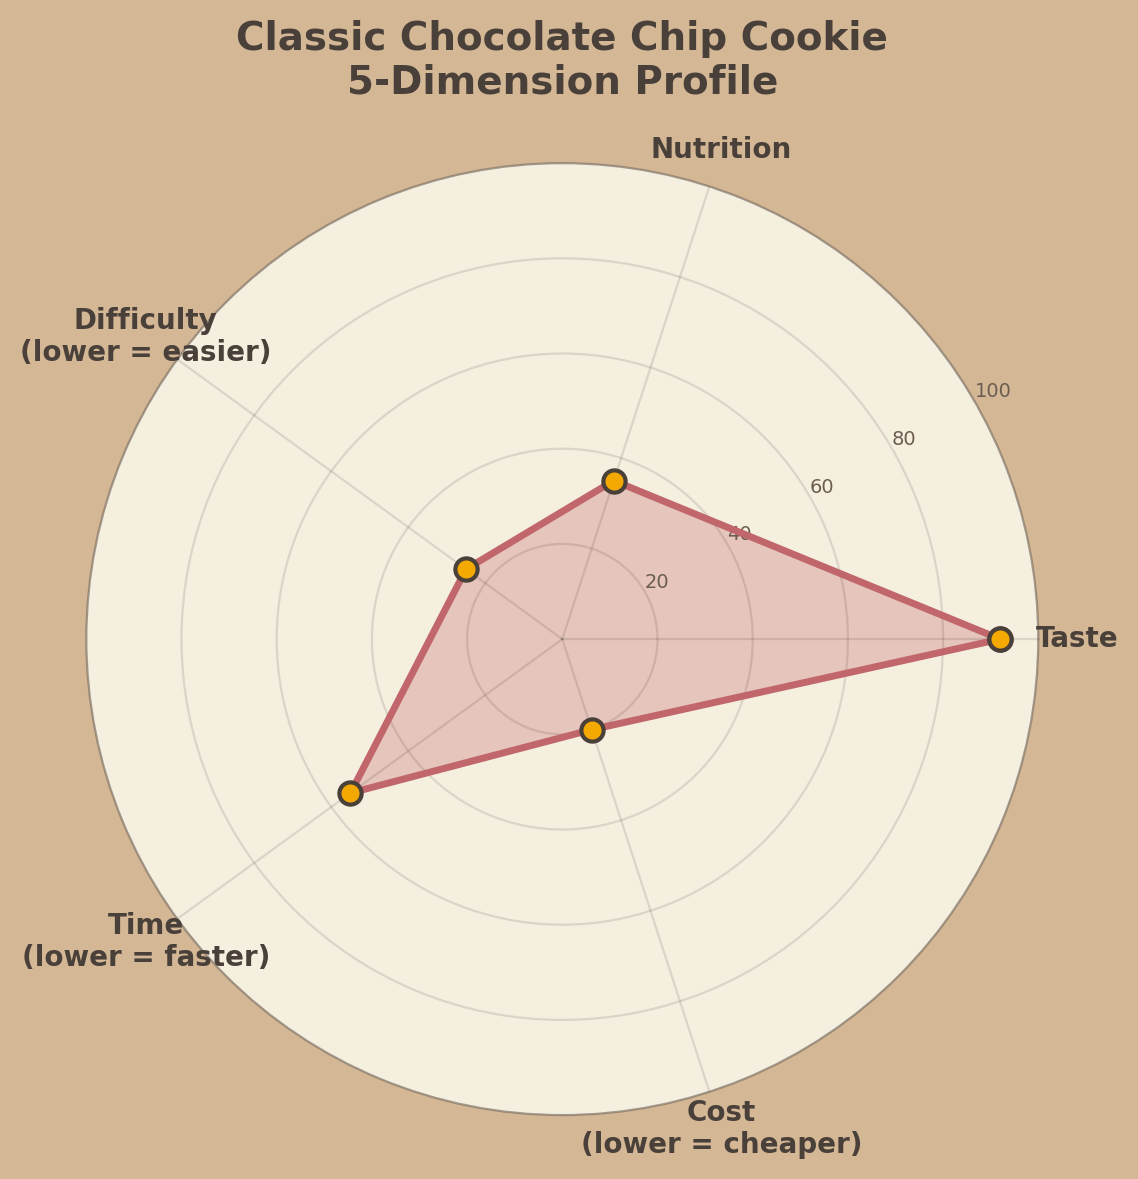 Classic Chocolate Chip Cookie
5-Dimension Profile
Nutrition
Difficulty
(lower = easier)
100
80
60
40
20
Taste
Time
(lower = faster)
Cost
(lower = cheaper)